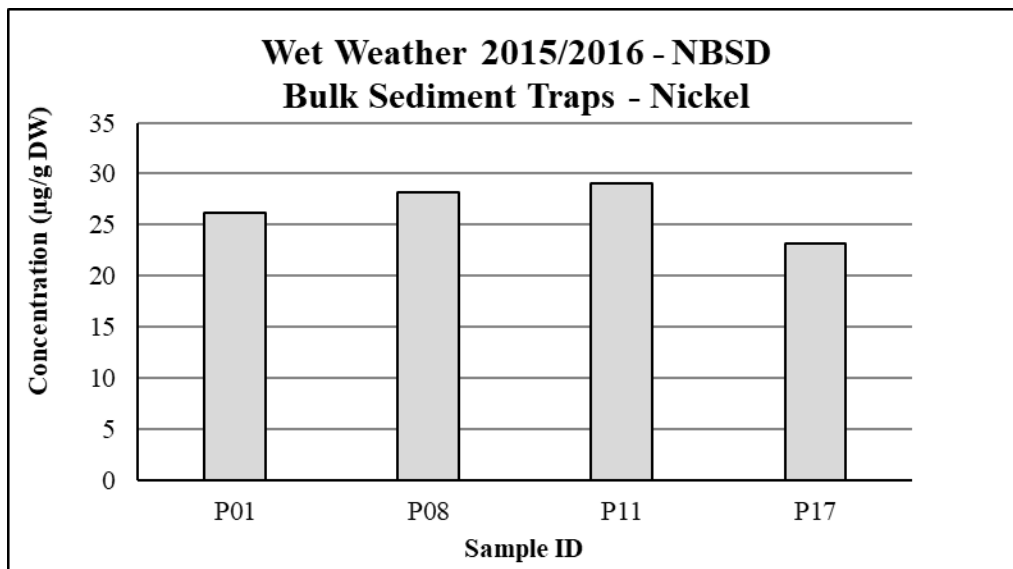 Wet Weather 2015/2016 - NBSD
Bulk Sediment Traps - Nickel
Concentration (µg/g DW)
35
30
25
20
15
10
5
0
P01 P08 P11 P17
Sample ID